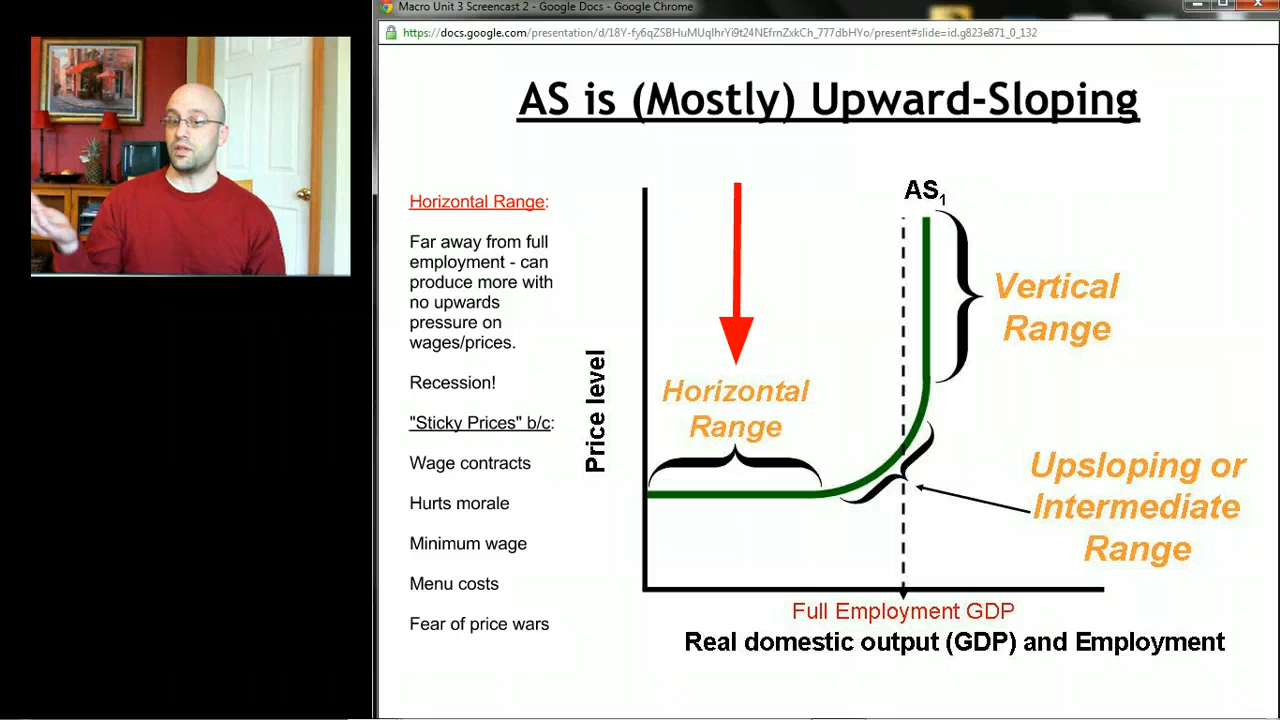 Macro Unit 3 Screencast 2 - Google Docs - Google Chrome
https://docs.google.com/presentation/d/18Y-fy6qZSBHuMUqIhrYi9t24NEfrnZxkCh_777dbHYo/present#slide=id.g823e871_0_132
AS is (Mostly) Upward-Sloping
Horizontal Range:
Far away from full
employment - can
produce more with
no upwards
pressure on
wages/prices.
Recession!
"Sticky Prices" b/c:
Wage contracts
Hurts morale
Minimum wage
Menu costs
Fear of price wars
Price level
AS1
Horizontal
Range
Vertical
Range
Upsloping or
Intermediate
Range
Full Employment GDP
Real domestic output (GDP) and Employment